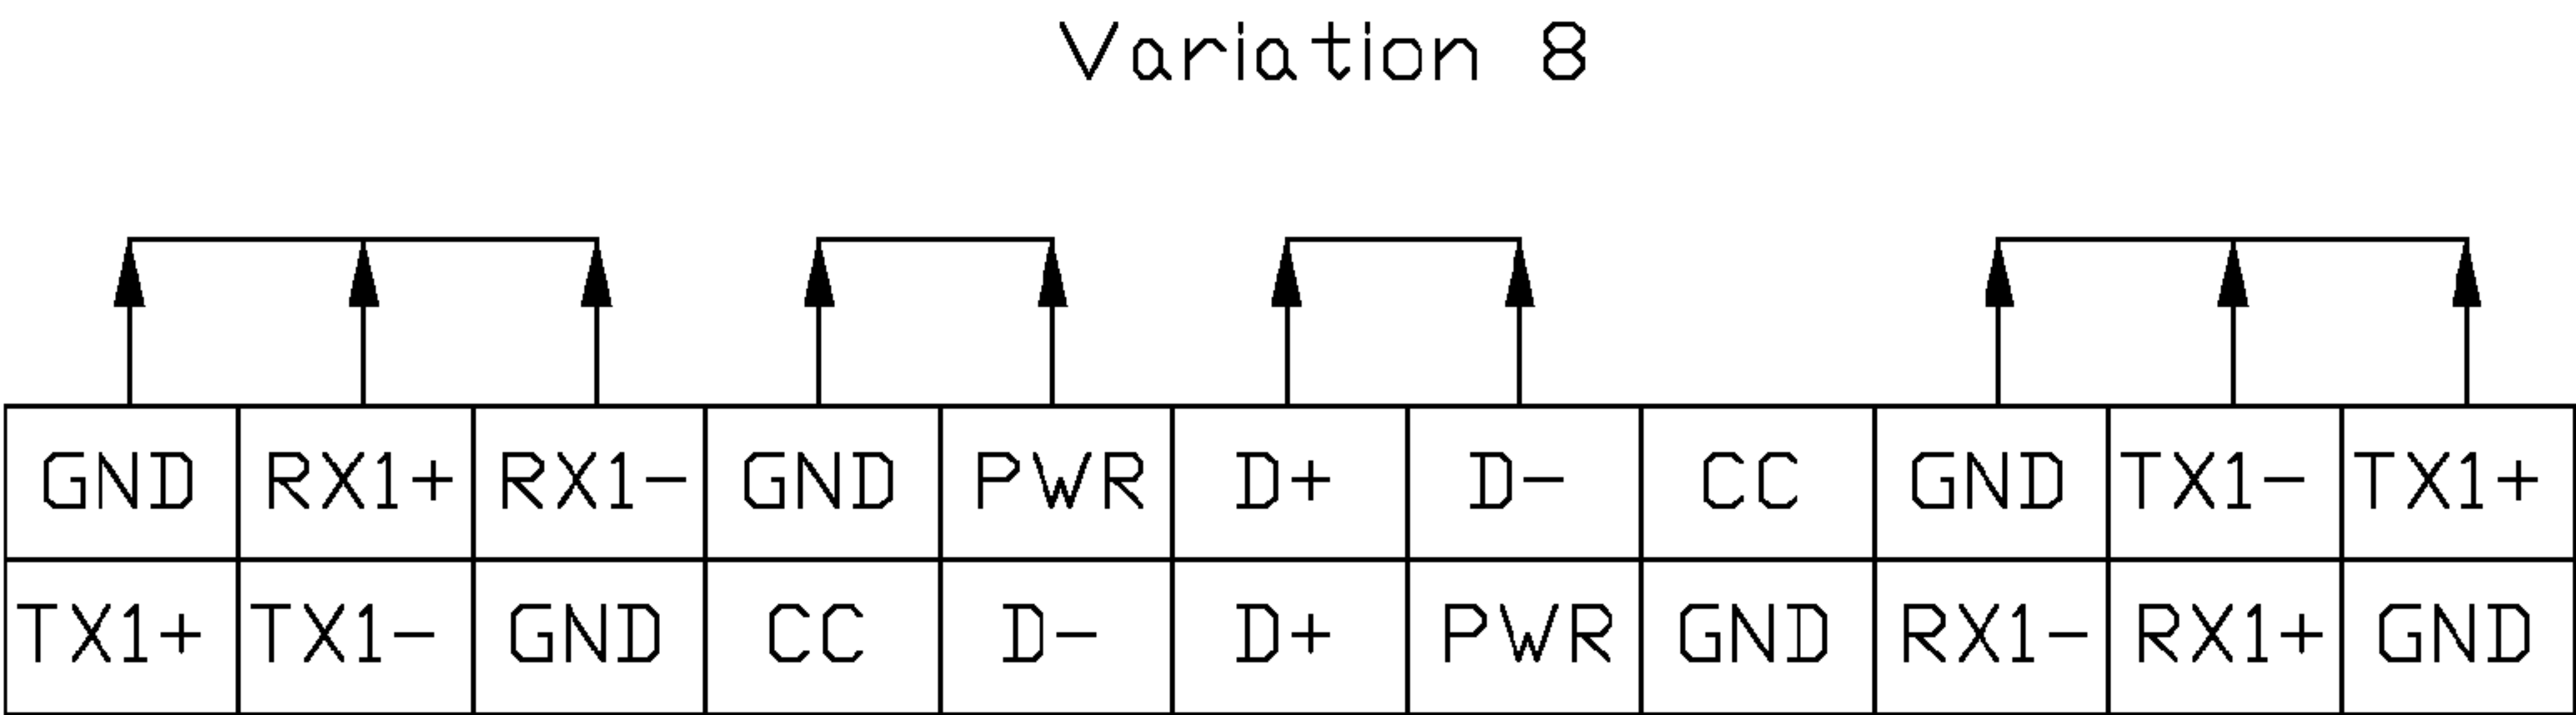 Variation 8
GND RX1+ RX1- GND PWR D+ D- CC GND TX1- TX1+
TX1+ TX1- GND CC D- D+ PWR GND RX1- RX1+ GND